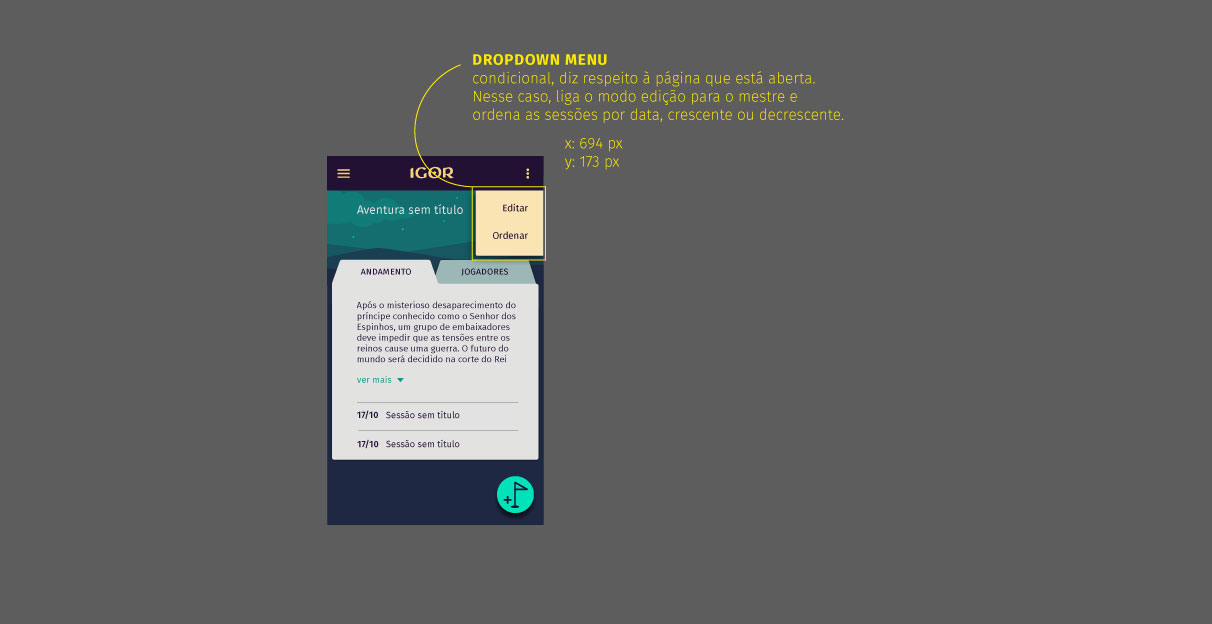 DROPDOWN MENU
condicional, diz respeito à página que está aberta.
Nesse caso, liga o modo edição para o mestre e
ordena as sessões por data, crescente ou decrescente.
x: 694 px
y: 173 px
IGOR
Aventura sem título
Editar
Ordenar
ANDAMENTO
JOGADORES
Após o misterioso desaparecimento do
príncipe conhecido como o Senhor dos
Espinhos, um grupo de embaixadores
deve impedir que as tensões entre os
reinos cause uma guerra. O futuro do
mundo será decidido na corte do Rei
ver mais
17/10 Sessão sem título
17/10 Sessão sem título